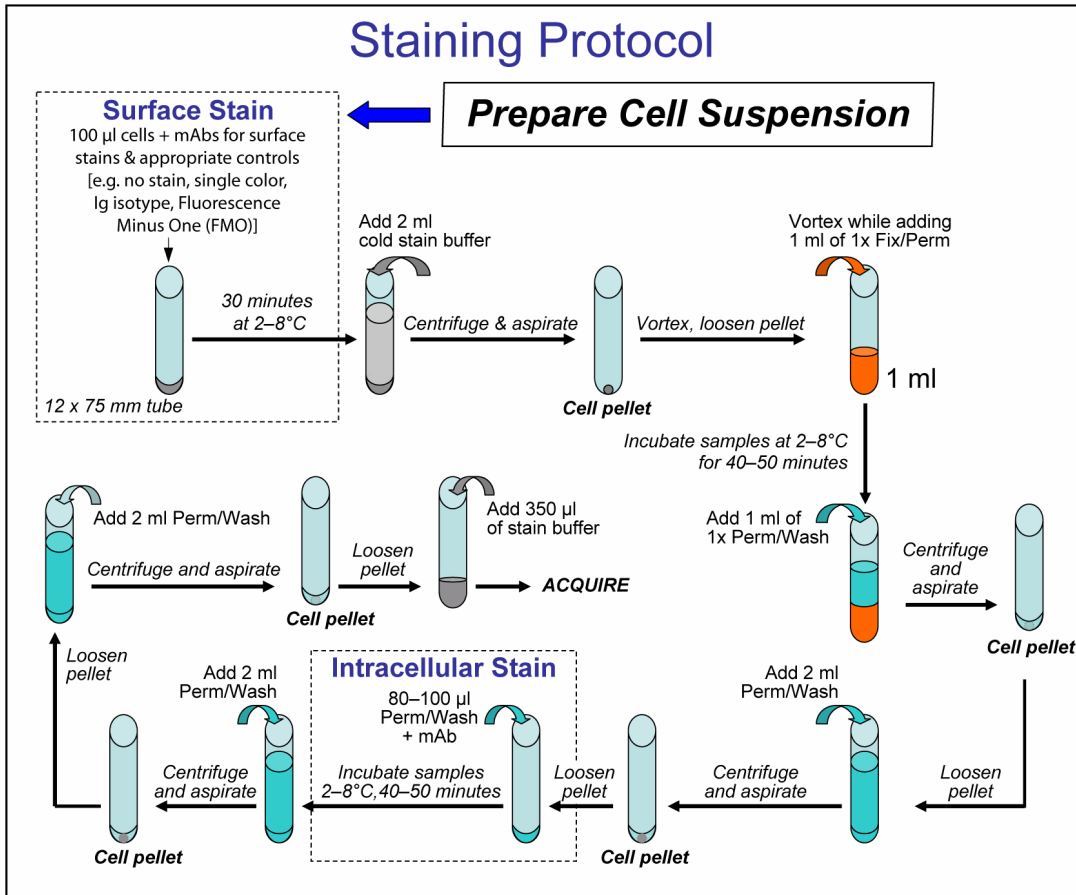 Staining Protocol
Prepare Cell Suspension
Surface Stain
100 µl cells + mAbs for surface
stains & appropriate controls
[e.g. no stain, single color,
Ig isotype, Fluorescence
Minus One (FMO)]
12 x 75 mm tube
30 minutes
at 2–8°C
Add 2 ml
cold stain buffer
Centrifuge & aspirate
Cell pellet
Vortex, loosen pellet
Vortex while adding
1 ml of 1x Fix/Perm
1 ml
Incubate samples at 2–8°C
for 40–50 minutes
Add 1 ml of
1x Perm/Wash
Centrifuge
and
aspirate
Cell pellet
Loosen
pellet
Add 2 ml
Perm/Wash
Centrifuge
and aspirate
Cell pellet
Loosen
pellet
Intracellular Stain
80–100 µl
Perm/Wash
+ mAb
Incubate samples
2–8°C,40–50 minutes
Add 2 ml
Perm/Wash
Centrifuge
and aspirate
Cell pellet
Loosen
pellet
Add 2 ml Perm/Wash
Centrifuge and aspirate
Cell pellet
Loosen
pellet
Add 350 µl
of stain buffer
ACQUIRE